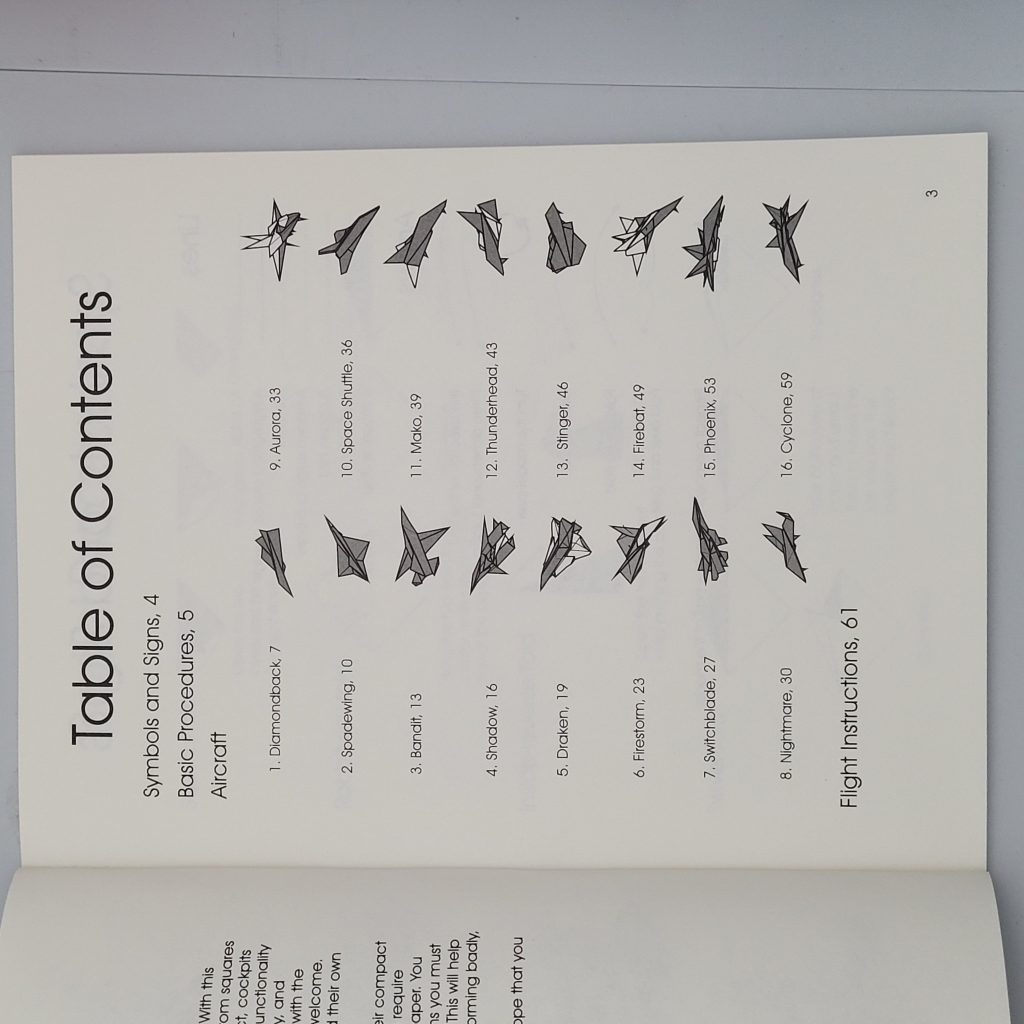 With this
om squares
ct, cockpits
unctionality
y, and
with the
welcome.
d their own
eir compact
require
aper. You
ns you must
This will help
orming badly,
ope that you
Table of Contents
Symbols and Signs, 4
Basic Procedures, 5
Aircraft
1. Diamondback, 7
2. Spadewing, 10
3. Bandit, 13
4. Shadow, 16
5. Draken, 19
6. Firestorm, 23
7. Switchblade, 27
8. Nightmare, 30
9. Aurora, 33
10. Space Shuttle, 36
11. Mako, 39
12. Thunderhead, 43
13. Stinger, 46
14. Firebat, 49
15. Phoenix, 53
16. Cyclone, 59
Flight Instructions, 61
3